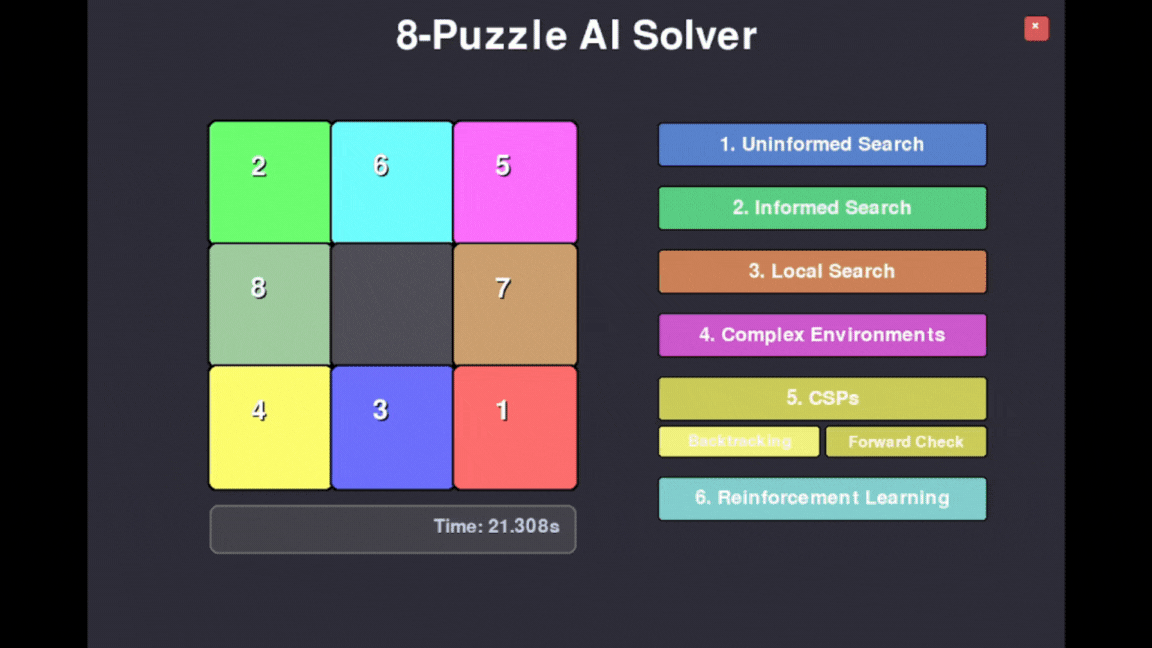 8-Puzzle AI Solver
×
2 6 5
8 7
4 3 1
Time: 21.308s
1. Uninformed Search
2. Informed Search
3. Local Search
4. Complex Environments
5. CSPs
Backtracking Forward Check
6. Reinforcement Learning